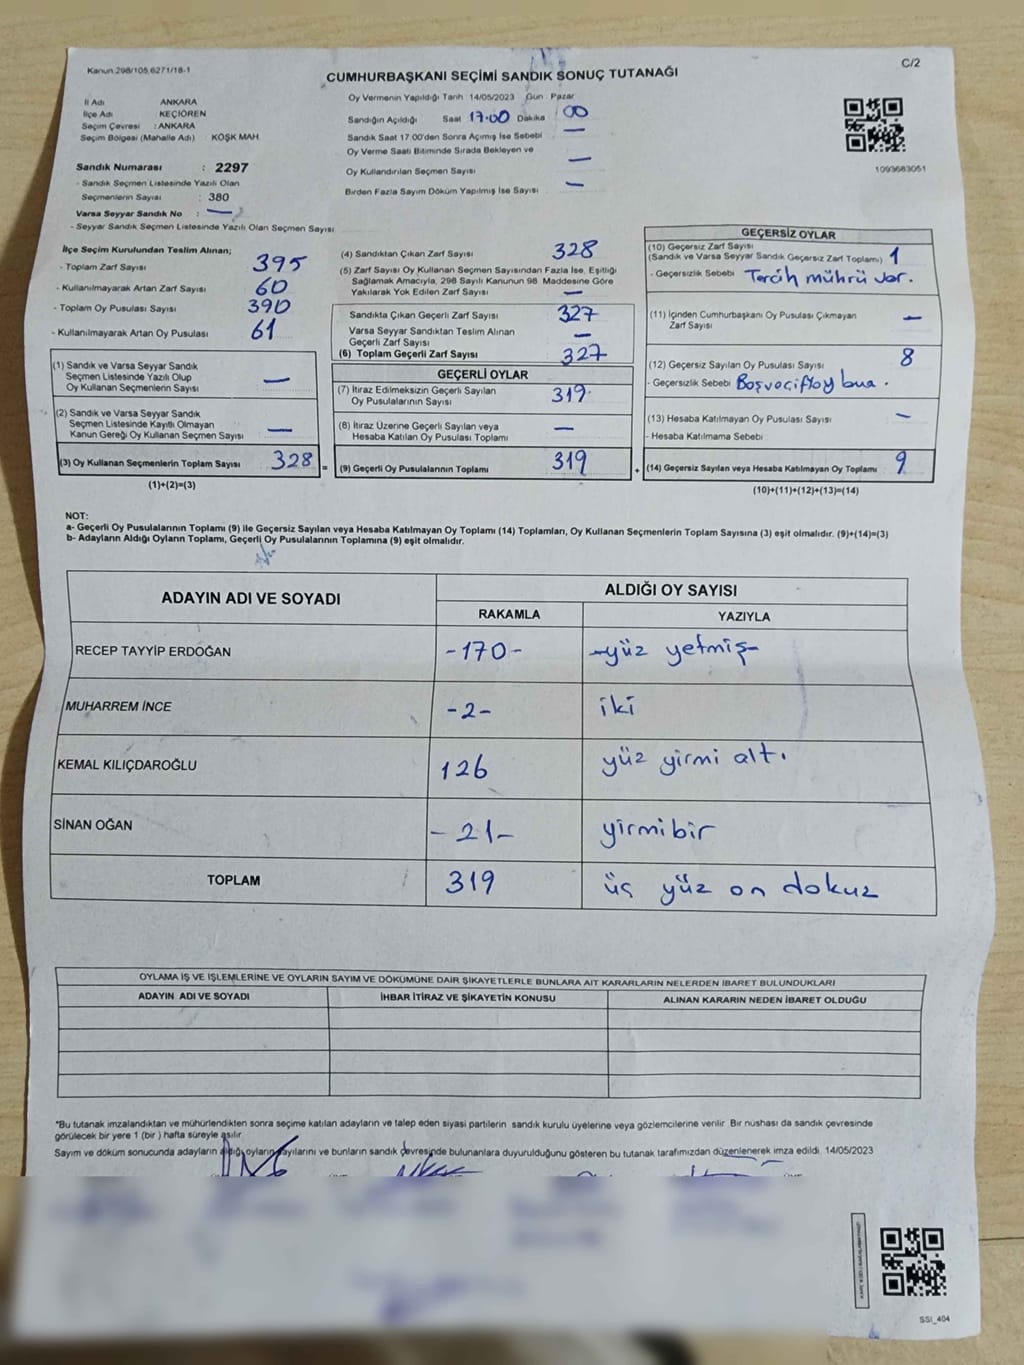 Kanun 298/105,6271/18-1
C/2
CUMHURBAŞKANI SEÇİMİ SANDIK SONUÇ TUTANAĞI
İl Adı ANKARA
İlçe Adı KEÇİÖREN
Seçim Çevresi : ANKARA
Seçim Bölgesi (Mahalle Adı) KÖŞK MAH.
Sandık Numarası : 2297
- Sandık Seçmen Listesinde Yazılı Olan
Seçmenlerin Sayısı : 380
Varsa Seyyar Sandık No : —
- Seyyar Sandık Seçmen Listesinde Yazılı Olan Seçmen Sayısı
Oy Vermenin Yapıldığı Tarih 14/05/2023 Gün : Pazar
Sandığın Açıldığı Saat 17.00 Dakika 00
Sandık Saat 17.00'den Sonra Açılmış İse Sebebi —
Oy Verme Saati Bitiminde Sırada Bekleyen ve
Oy Kullandırılan Seçmen Sayısı —
Birden Fazla Sayım Döküm Yapılmış İse Sayısı —
1093683051
İlçe Seçim Kurulundan Teslim Alınan;
- Toplam Zarf Sayısı 395
- Kullanılmayarak Artan Zarf Sayısı 60
- Toplam Oy Pusulası Sayısı 390
- Kullanılmayarak Artan Oy Pusulası 61
(1) Sandık ve Varsa Seyyar Sandık
Seçmen Listesinde Yazılı Olup
Oy Kullanan Seçmenlerin Sayısı —
(2) Sandık ve Varsa Seyyar Sandık
Seçmen Listesinde Kayıtlı Olmayan
Kanun Gereği Oy Kullanan Seçmen Sayısı —
(3) Oy Kullanan Seçmenlerin Toplam Sayısı 328 =
(1)+(2)=(3)
(4) Sandıktan Çıkan Zarf Sayısı 328
(5) Zarf Sayısı Oy Kullanan Seçmen Sayısından Fazla İse, Eşitliği
Sağlamak Amacıyla, 298 Sayılı Kanunun 98. Maddesine Göre
Yakılarak Yok Edilen Zarf Sayısı —
Sandıkta Çıkan Geçerli Zarf Sayısı 327
Varsa Seyyar Sandıktan Teslim Alınan
Geçerli Zarf Sayısı —
(6) Toplam Geçerli Zarf Sayısı 327
GEÇERLİ OYLAR
(7) İtiraz Edilmeksizin Geçerli Sayılan
Oy Pusulalarının Sayısı 319
(8) İtiraz Üzerine Geçerli Sayılan veya
Hesaba Katılan Oy Pusulası Toplamı —
(9) Geçerli Oy Pusulalarının Toplamı 319 +
GEÇERSİZ OYLAR
(10) Geçersiz Zarf Sayısı
(Sandık ve Varsa Seyyar Sandık Geçersiz Zarf Toplamı) 1
- Geçersizlik Sebebi Tercih mührü var.
(11) İçinden Cumhurbaşkanı Oy Pusulası Çıkmayan
Zarf Sayısı —
(12) Geçersiz Sayılan Oy Pusulası Sayısı 8
- Geçersizlik Sebebi
(13) Hesaba Katılmayan Oy Pusulası Sayısı —
- Hesaba Katılmama Sebebi
(14) Geçersiz Sayılan veya Hesaba Katılmayan Oy Toplamı 9
(10)+(11)+(12)+(13)=(14)
NOT:
a- Geçerli Oy Pusulalarının Toplamı (9) ile Geçersiz Sayılan veya Hesaba Katılmayan Oy Toplamı (14) Toplamları, Oy Kullanan Seçmenlerin Toplam Sayısına (3) eşit olmalıdır. (9)+(14)=(3)
b- Adayların Aldığı Oyların Toplamı, Geçerli Oy Pusulalarının Toplamına (9) eşit olmalıdır.
ADAYIN ADI VE SOYADI ALDIĞI OY SAYISI
RAKAMLA YAZIYLA
RECEP TAYYİP ERDOĞAN -170- -yüz yetmiş-
MUHARREM İNCE -2- iki
KEMAL KILIÇDAROĞLU 126 yüz yirmi altı
SİNAN OĞAN -21- yirmibir
TOPLAM 319 üç yüz on dokuz
OYLAMA İŞ VE İŞLEMLERİNE VE OYLARIN SAYIM VE DÖKÜMÜNE DAİR ŞİKAYETLERLE BUNLARA AİT KARARLARIN NELERDEN İBARET BULUNDUKLARI
ADAYIN ADI VE SOYADI İHBAR İTİRAZ VE ŞİKAYETİN KONUSU ALINAN KARARIN NEDEN İBARET OLDUĞU
*Bu tutanak imzalandıktan ve mühürlendikten sonra seçime katılan adayların ve talep eden siyasi partilerin sandık kurulu üyelerine veya gözlemcilerine verilir. Bir nüshası da sandık çevresinde
görülecek bir yere 1 (bir) hafta süreyle asılır.
Sayım ve döküm sonucunda adayların aldığı oyların sayılarını ve bunların sandık çevresinde bulunanlara duyurulduğunu gösteren bu tutanak tarafımızdan düzenlenerek imza edildi. 14/05/2023
SSI_404